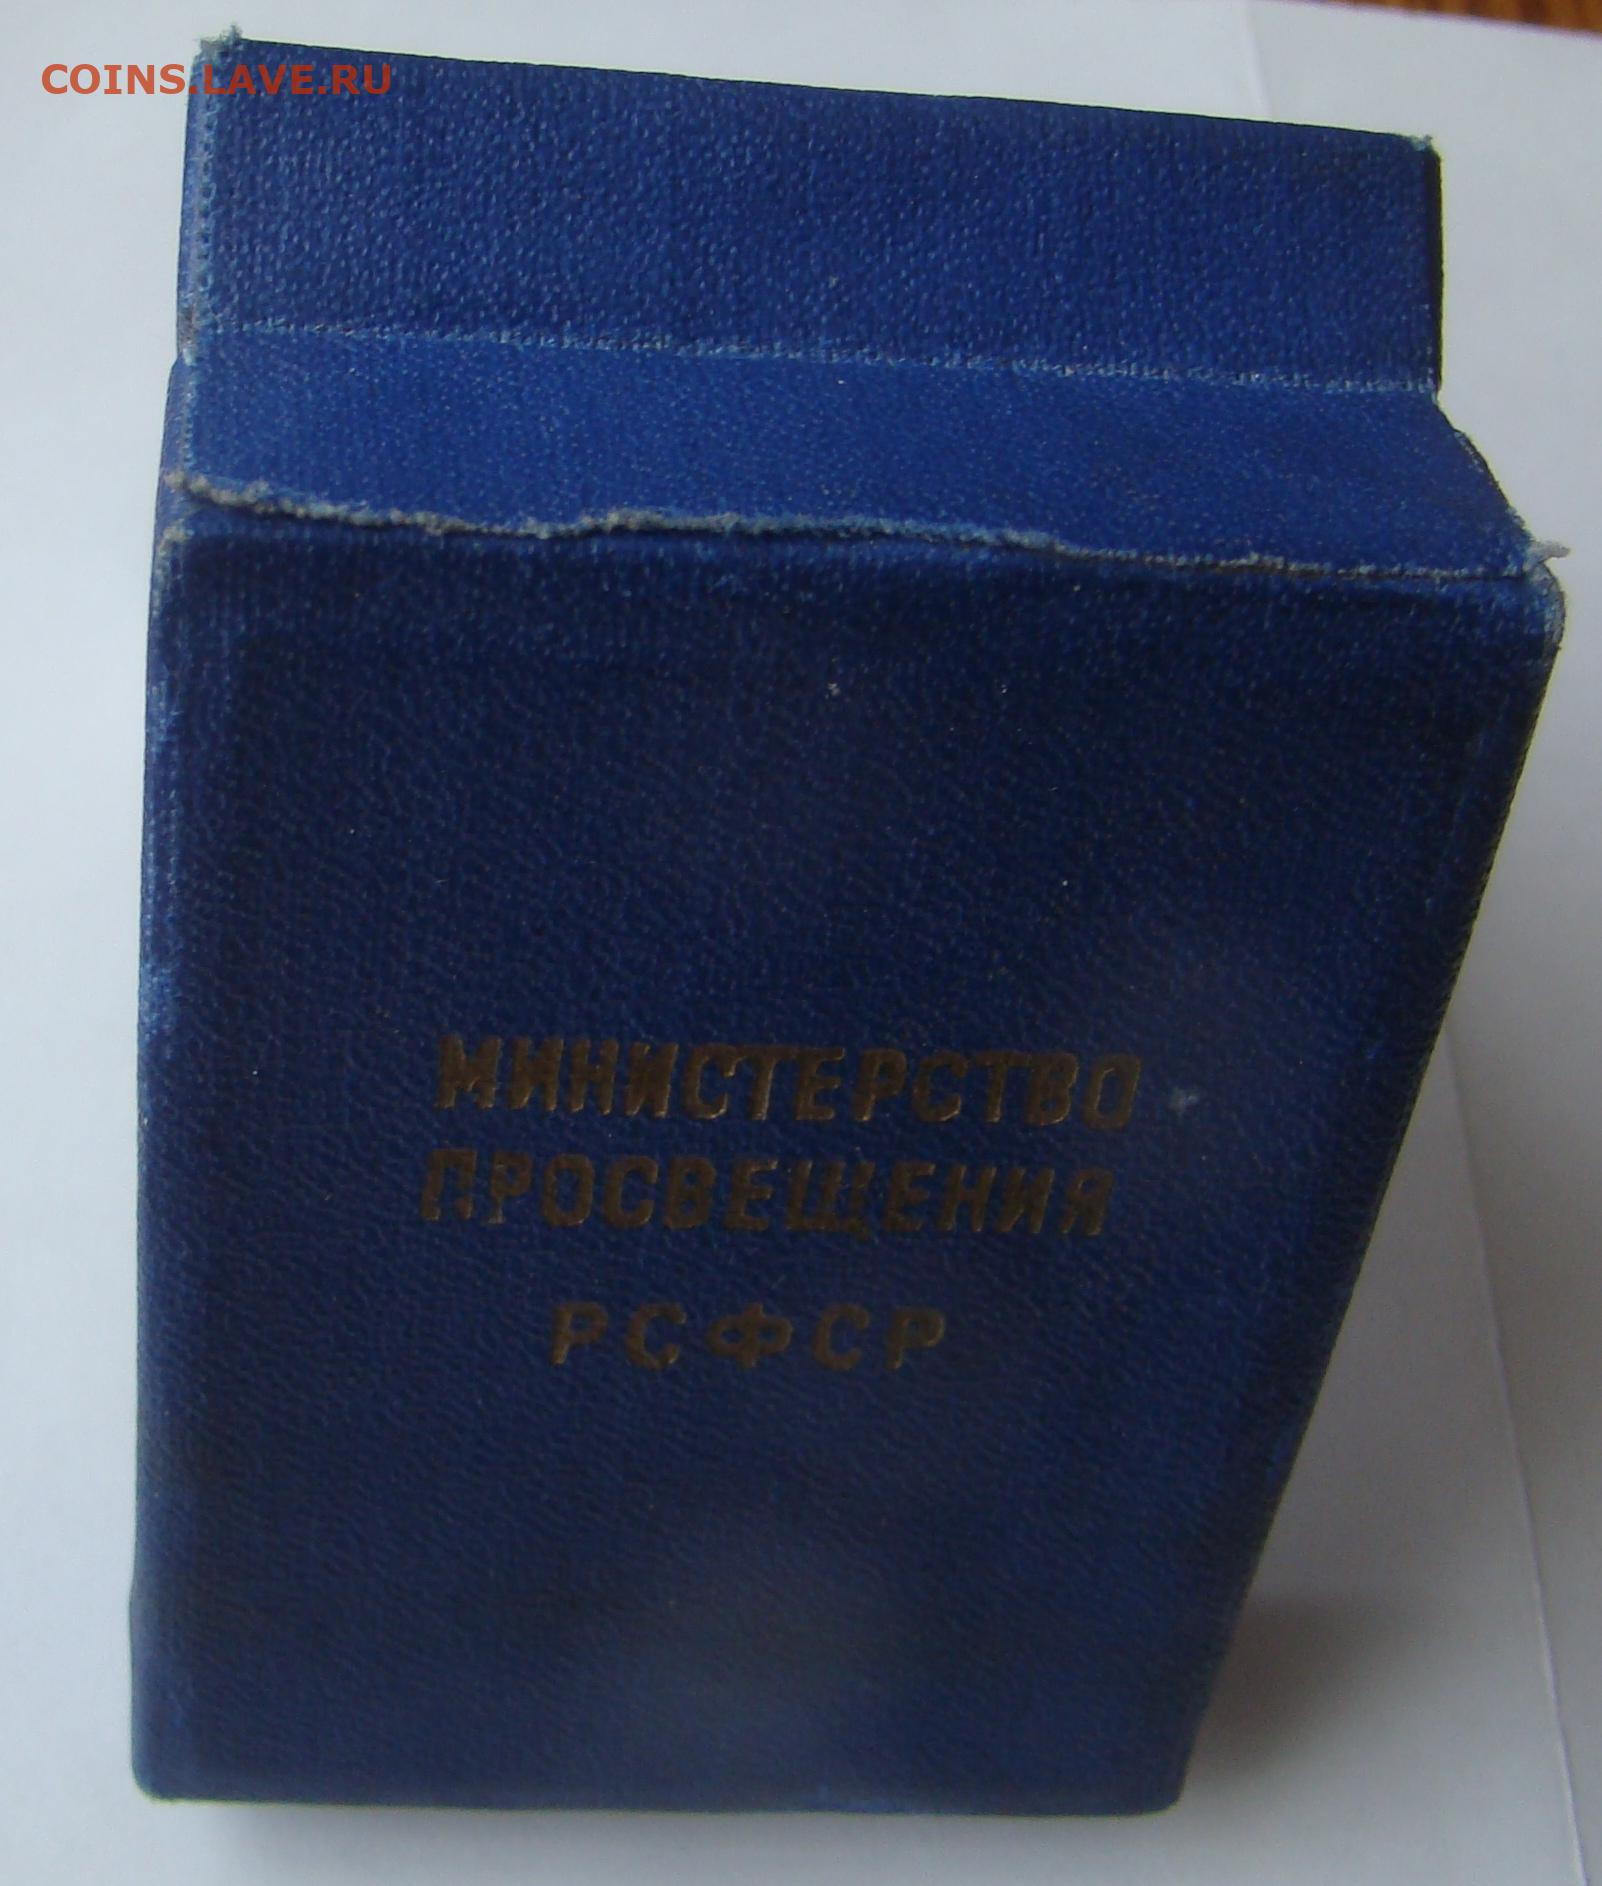 COINS.LAVE.RU
МИНИСТЕРСТВО
ПРОСВЕЩЕНИЯ
РСФСР